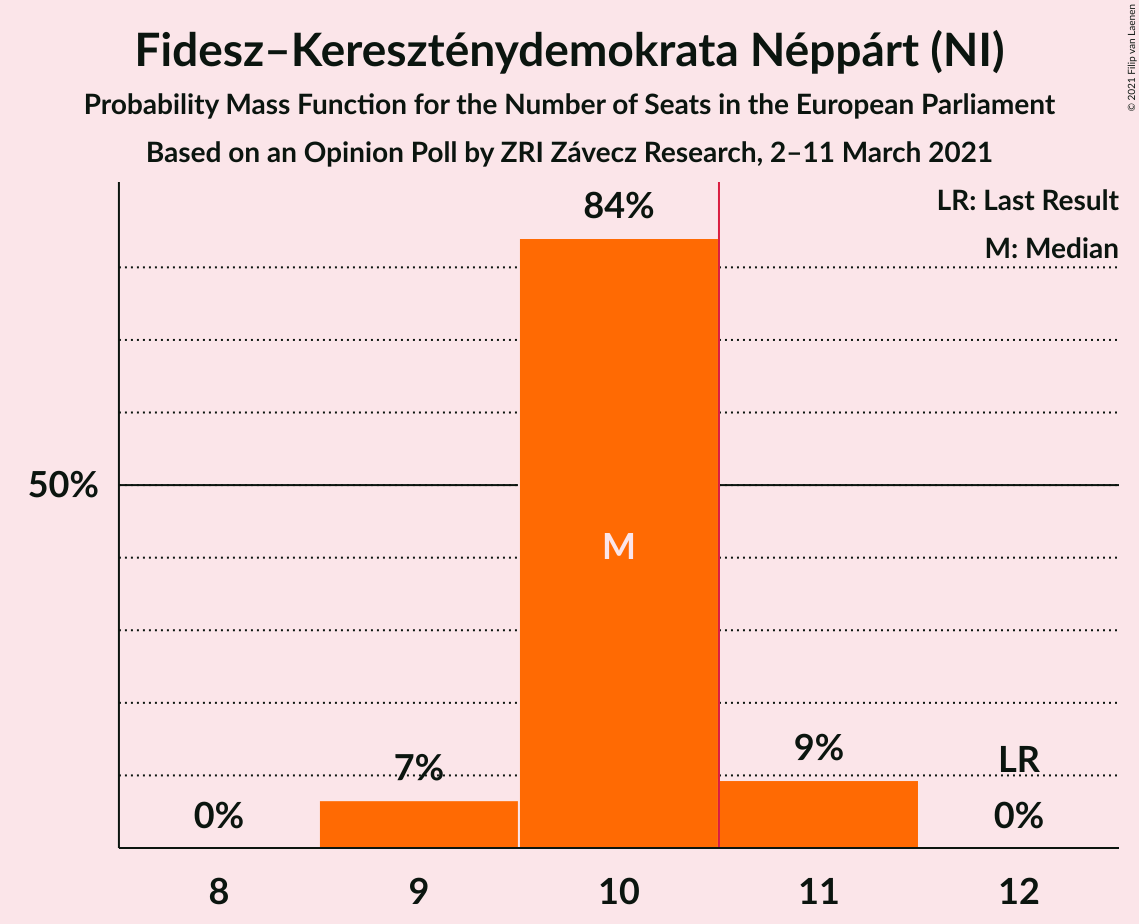 Fidesz–Kereszténydemokrata Néppárt (NI)
Probability Mass Function for the Number of Seats in the European Parliament
Based on an Opinion Poll by ZRI Závecz Research, 2–11 March 2021
© 2021 Filip van Laenen
LR: Last Result
M: Median
84%
50%
M
7%
9%
LR
0%
0%
8
9
10
11
12